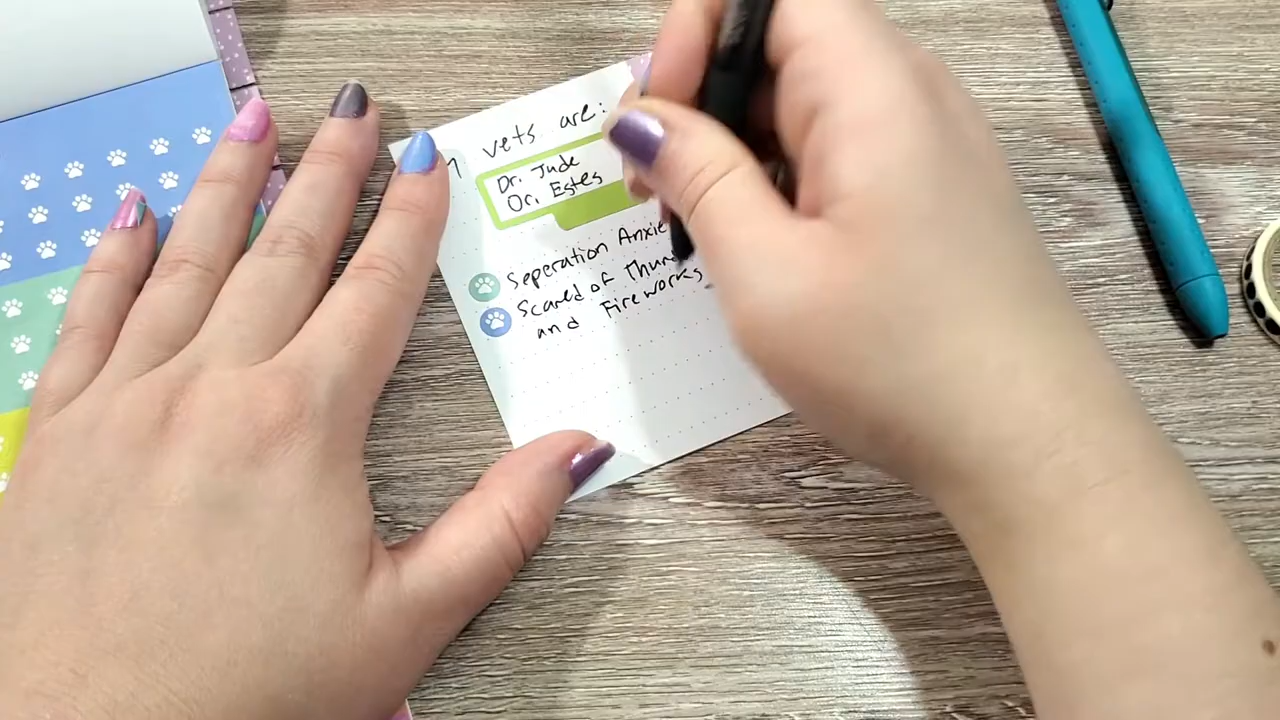 vets are:
Dr. Jude
Dr. Estes
Seperation Anxie
Scared of Thun
and Fireworks